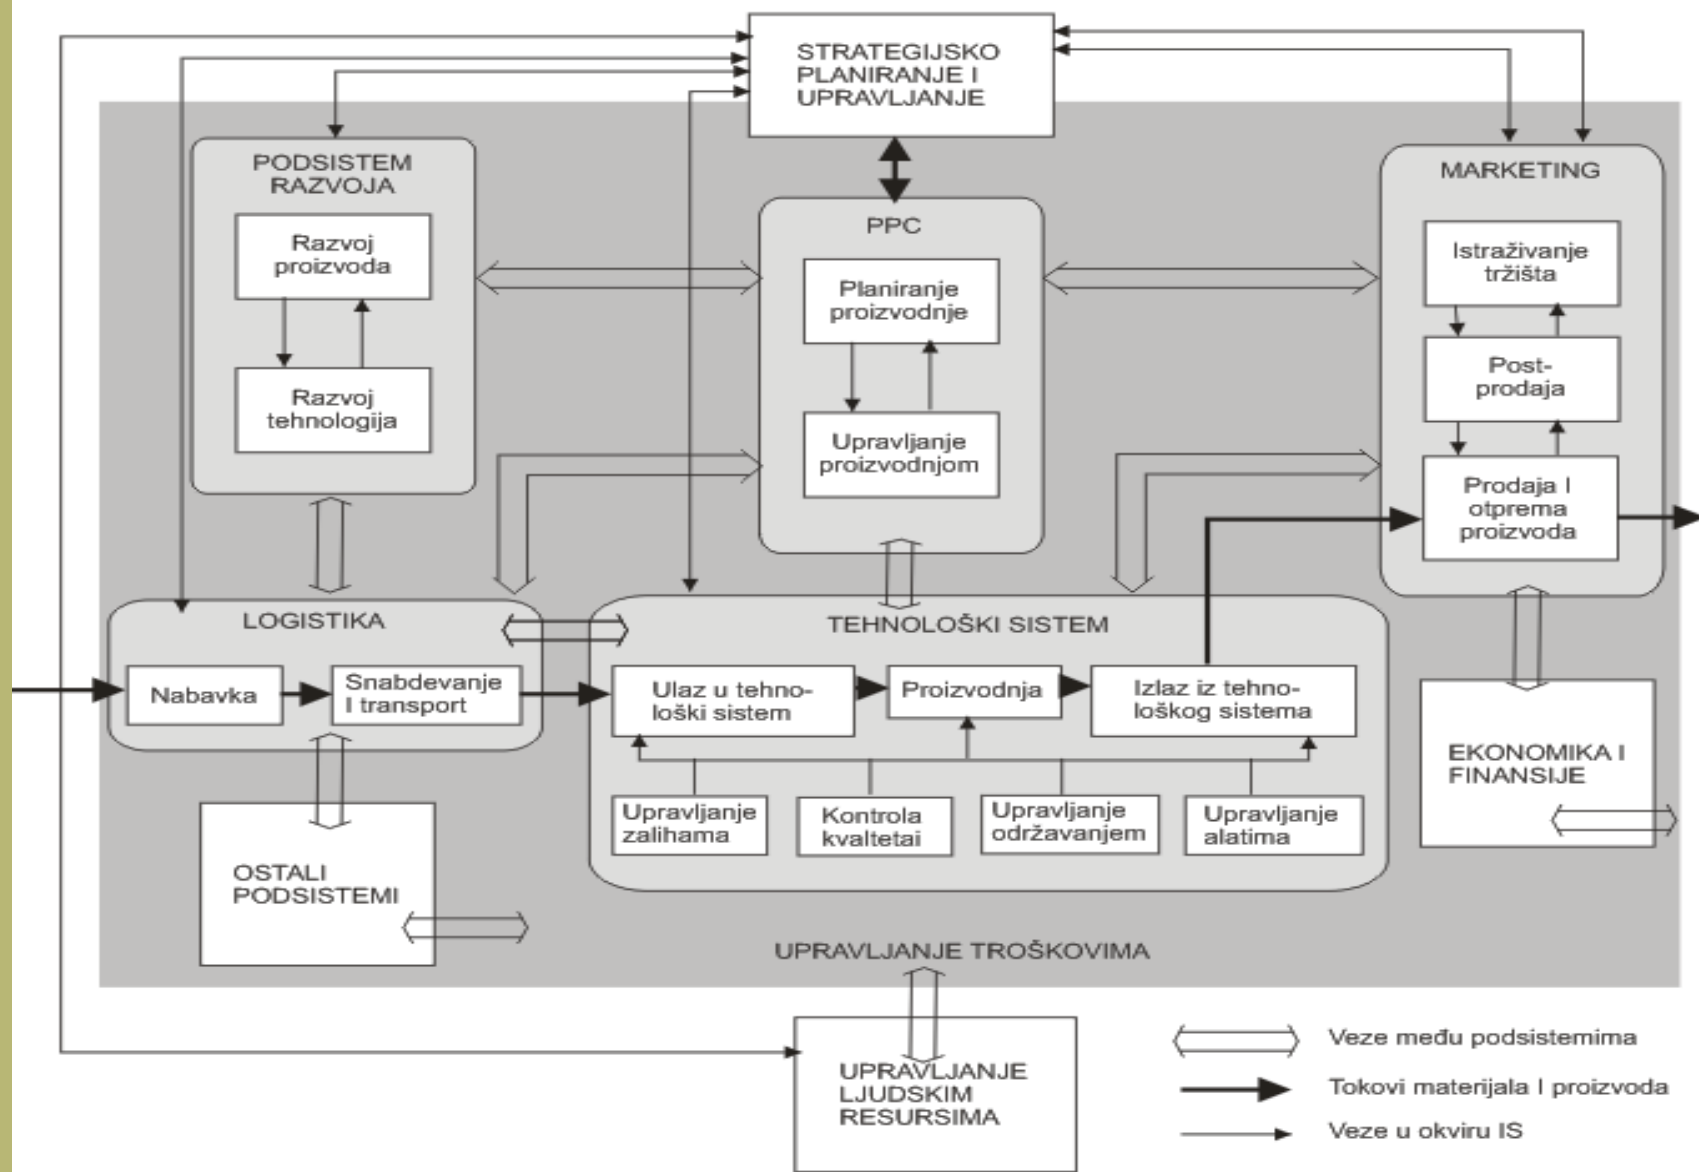 STRATEGIJSKO
PLANIRANJE I
UPRAVLJANJE
PODSISTEM
RAZVOJA
Razvoj
proizvoda
Razvoj
tehnologija
PPC
Planiranje
proizvodnje
Upravljanje
proizvodnjom
MARKETING
Istraživanje
tržišta
Post-
prodaja
Prodaja I
otprema
proizvoda
LOGISTIKA
Nabavka
Snabdevanje
I transport
TEHNOLOŠKI SISTEM
Ulaz u tehno-
loški sistem
Proizvodnja
Izlaz iz tehno-
loškog sistema
Upravljanje
zalihama
Kontrola
kvaltetai
Upravljanje
održavanjem
Upravljanje
alatima
EKONOMIKA I
FINANSIJE
OSTALI
PODSISTEMI
UPRAVLJANJE TROŠKOVIMA
UPRAVLJANJE
LJUDSKIM
RESURSIMA
Veze među podsistemima
Tokovi materijala I proizvoda
Veze u okviru IS